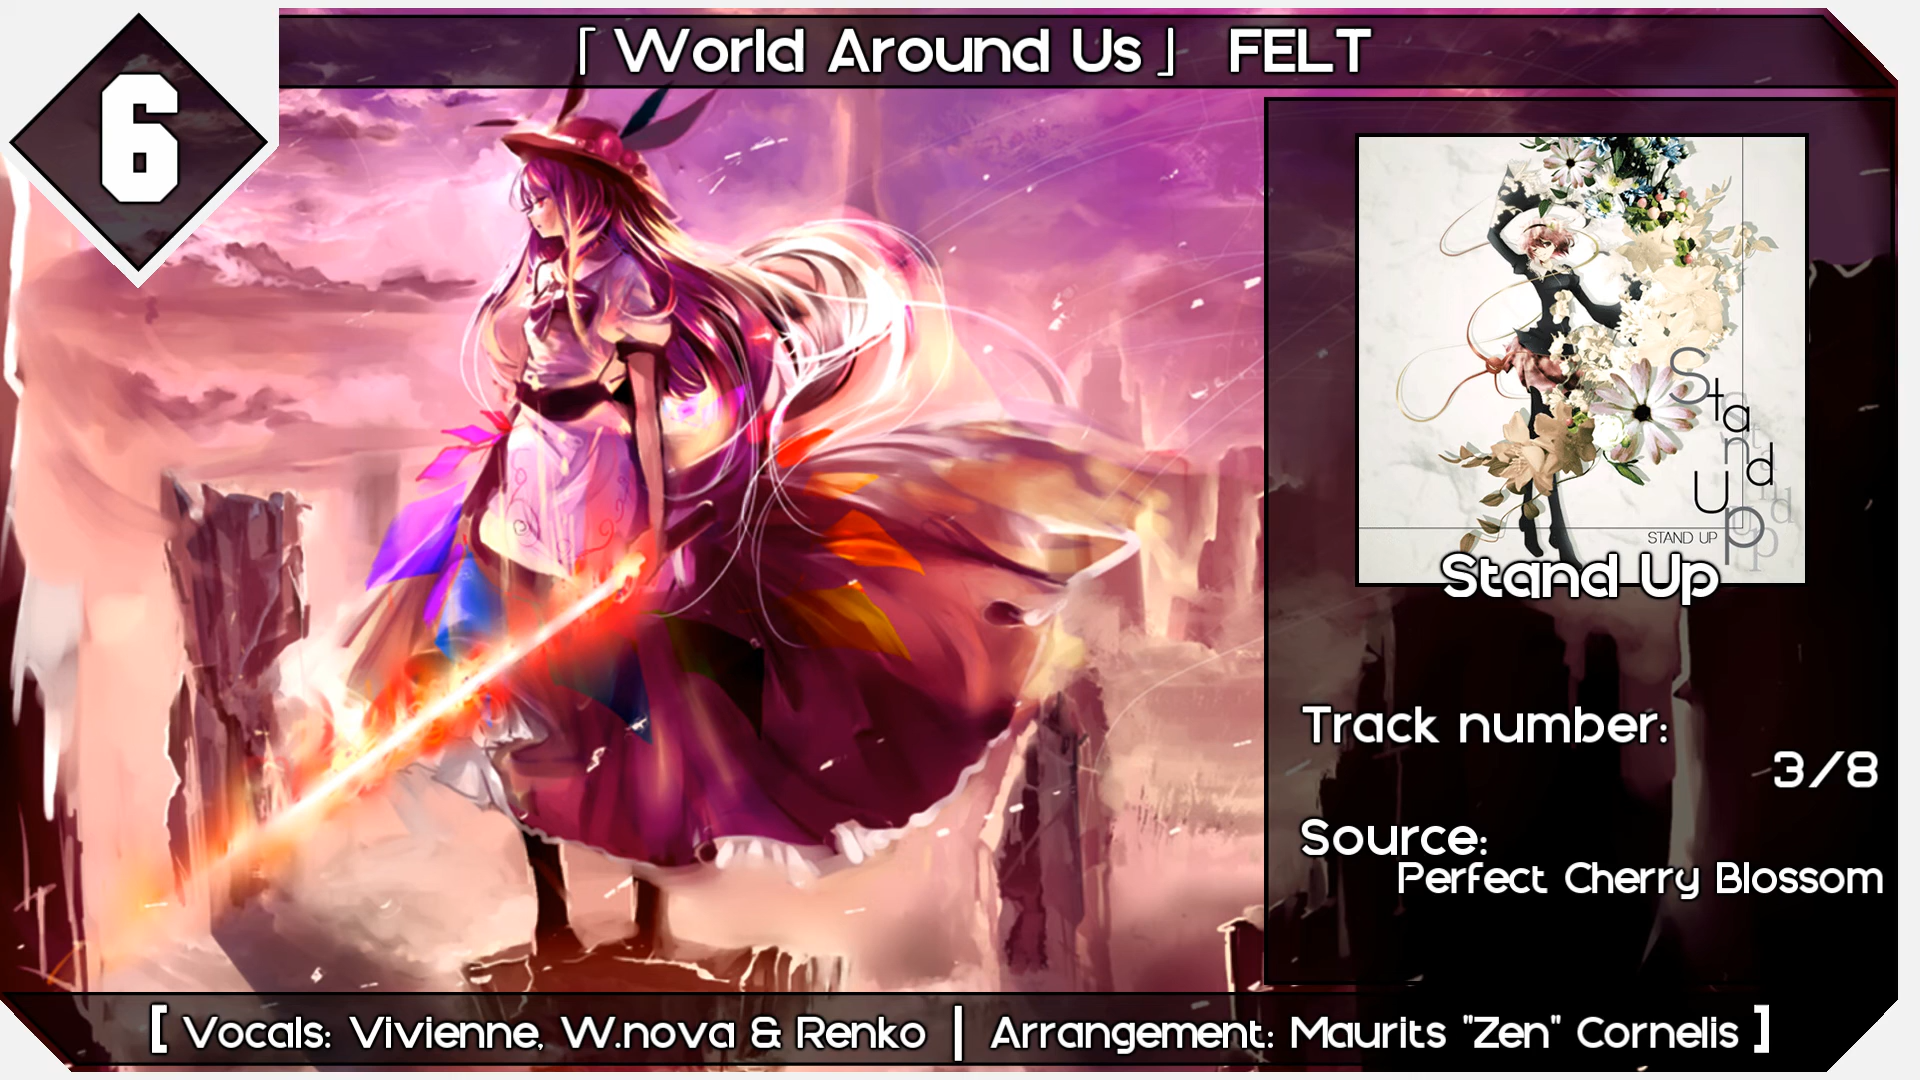 6
「World Around Us」 FELT
Stand
Up
STAND UP
Stand Up
Track number:
3/8
Source:
Perfect Cherry Blossom
[ Vocals: Vivienne, W.nova & Renko | Arrangement: Maurits "Zen" Cornelis ]